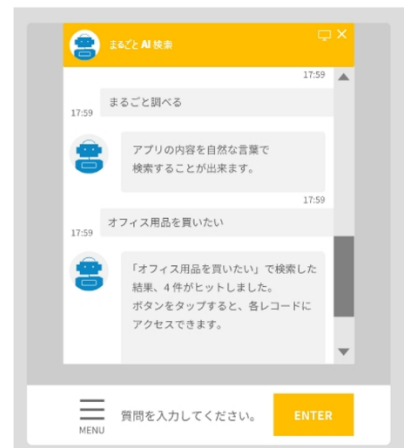 まるごと AI 検索
17:59
まるごと調べる
17:59
アプリの内容を自然な言葉で
検索することが出来ます。
17:59
オフィス用品を買いたい
17:59
「オフィス用品を買いたい」で検索した
結果、4 件がヒットしました。
ボタンをタップすると、各レコードに
アクセスできます。
MENU
質問を入力してください。
ENTER